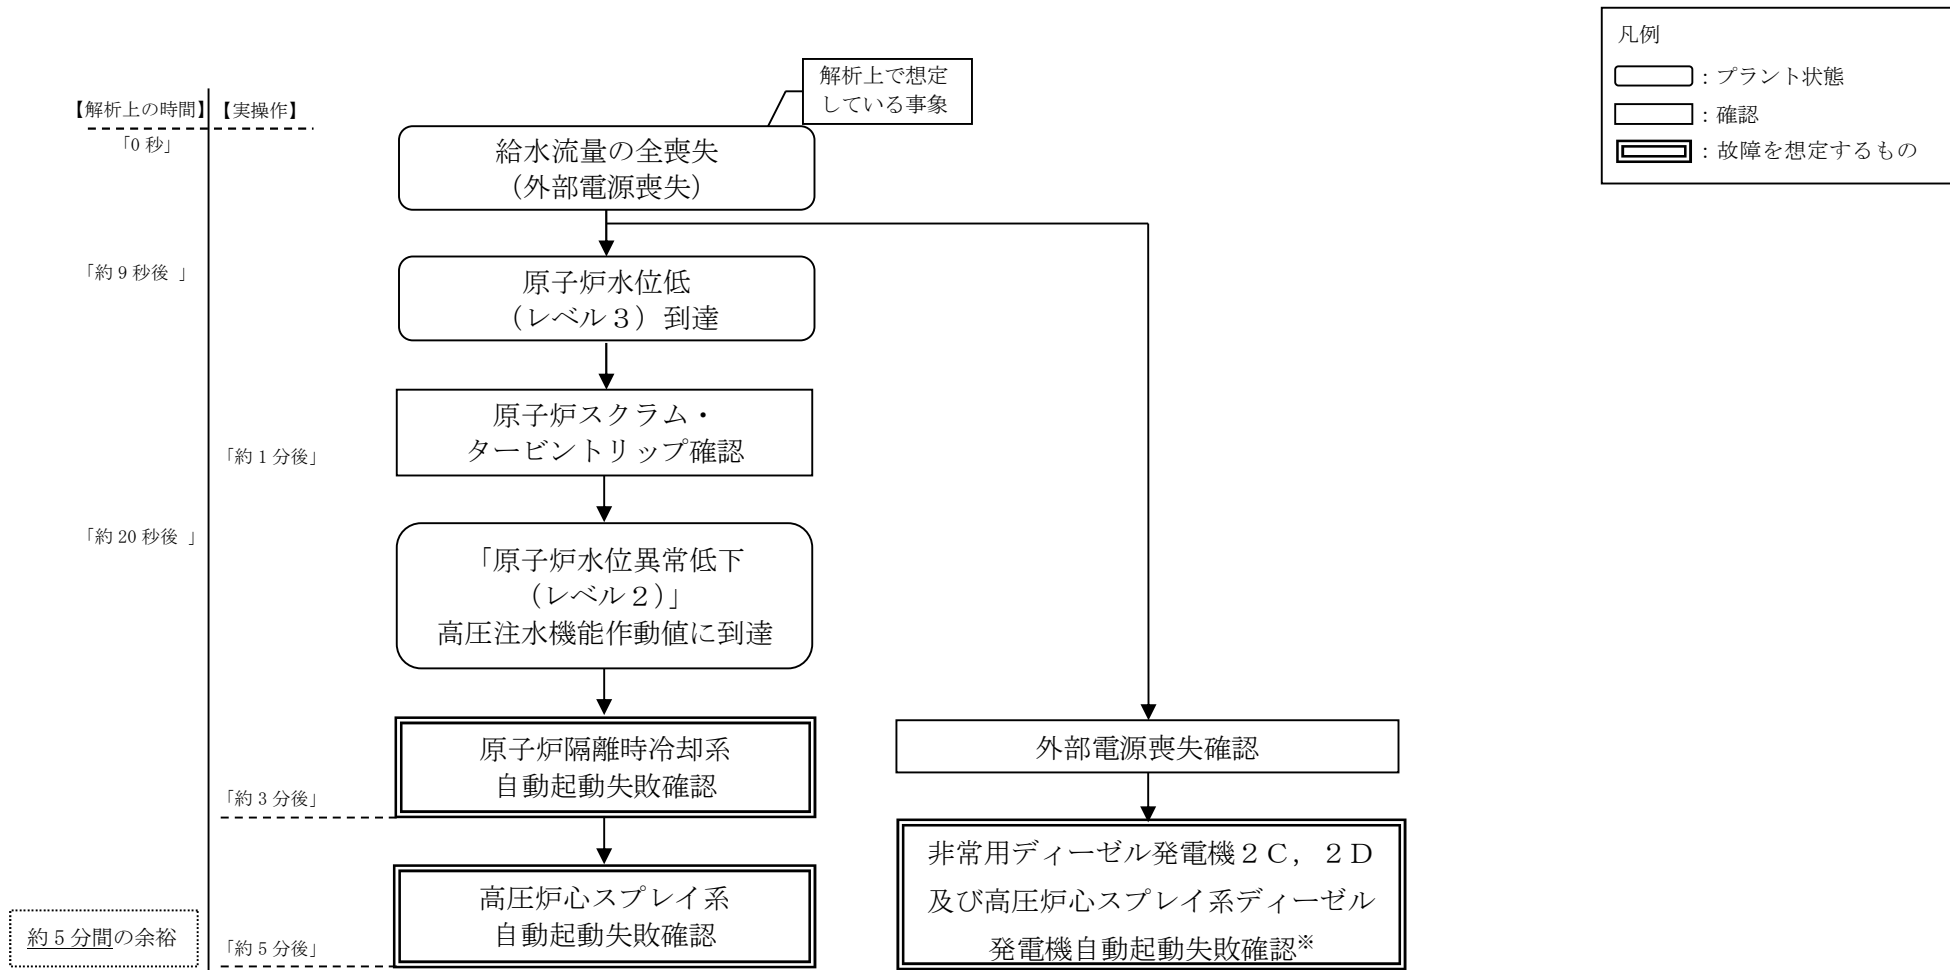 凡例
：プラント状態
：確認
：故障を想定するもの
解析上で想定
している事象
【解析上の時間】
【実操作】
「0 秒」
給水流量の全喪失
（外部電源喪失）
「約 9 秒後 」
原子炉水位低
（レベル３）到達
原子炉スクラム・
タービントリップ確認
「約 1 分後」
「約 20 秒後 」
「原子炉水位異常低下
（レベル２）」
高圧注水機能作動値に到達
原子炉隔離時冷却系
自動起動失敗確認
「約 3 分後」
外部電源喪失確認
高圧炉心スプレイ系
自動起動失敗確認
約 5 分間の余裕
「約 5 分後」
非常用ディーゼル発電機２Ｃ，２Ｄ
及び高圧炉心スプレイ系ディーゼル
発電機自動起動失敗確認※